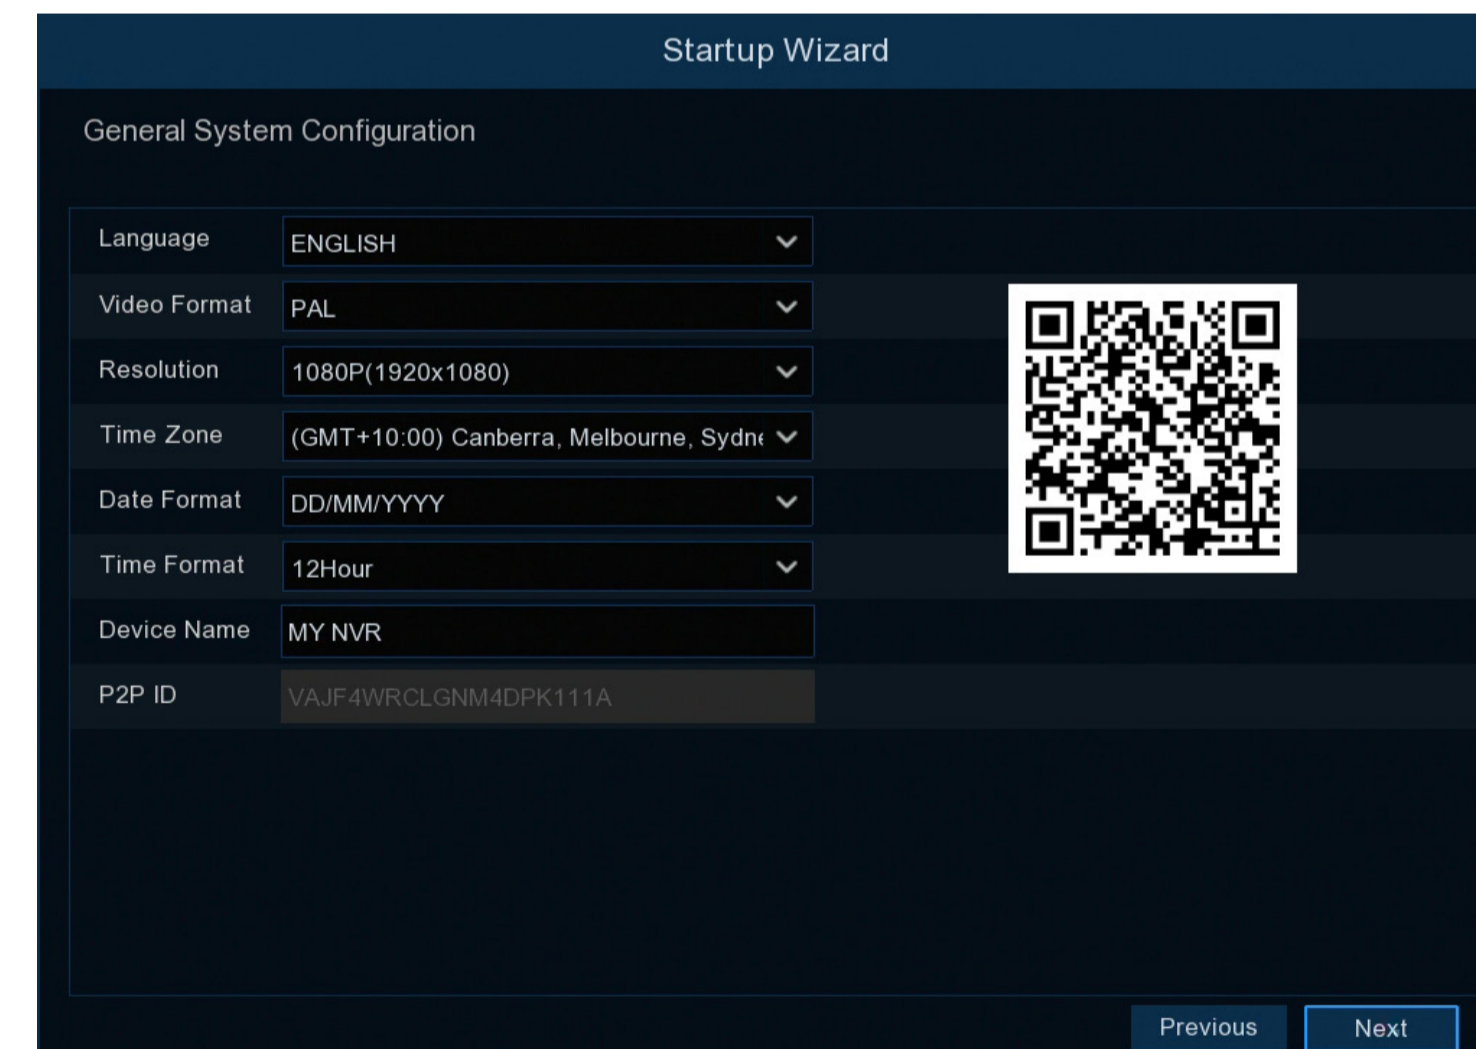 Startup Wizard
General System Configuration
Language ENGLISH
Video Format PAL
Resolution 1080P(1920x1080)
Time Zone (GMT+10:00) Canberra, Melbourne, Sydne
Date Format DD/MM/YYYY
Time Format 12Hour
Device Name MY NVR
P2P ID VAJF4WRCLGNM4DPK111A
Previous Next